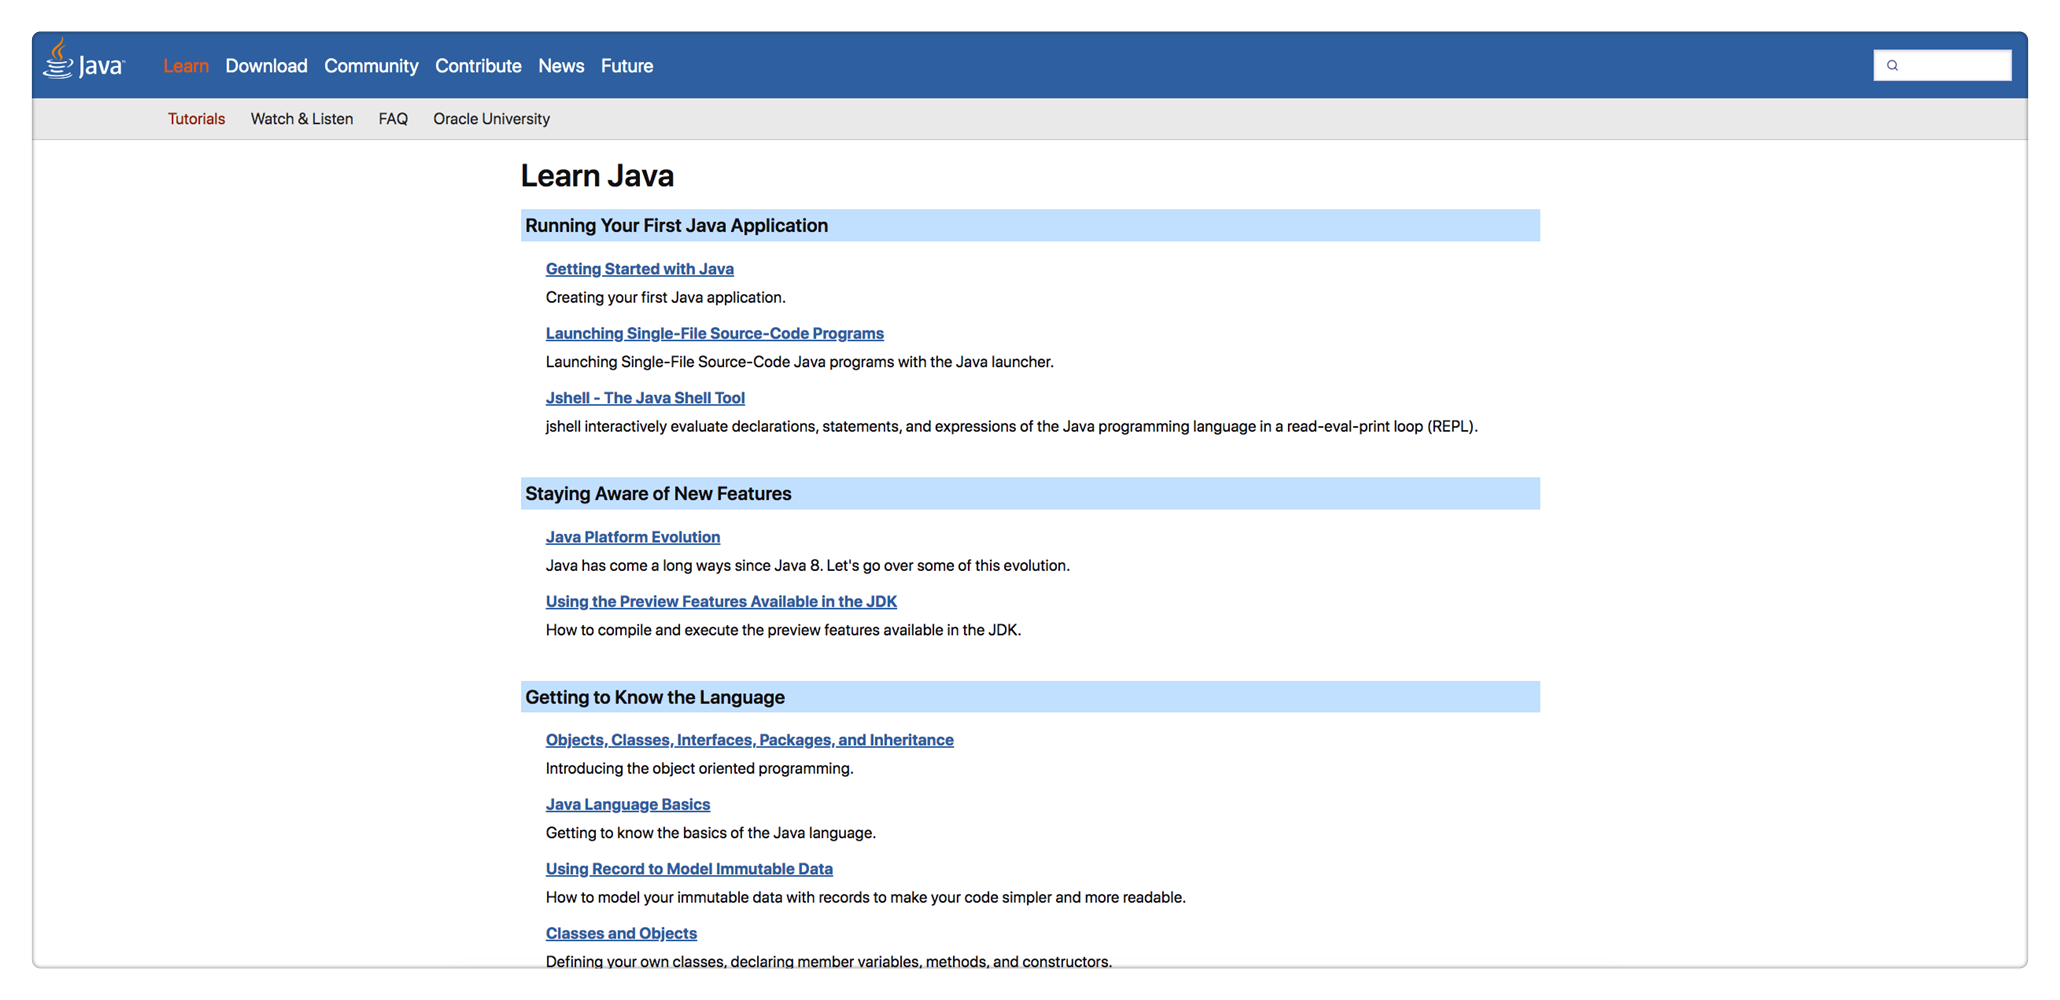 Java Learn Download Community Contribute News Future
Tutorials Watch & Listen FAQ Oracle University
Learn Java
Running Your First Java Application
Getting Started with Java
Creating your first Java application.
Launching Single-File Source-Code Programs
Launching Single-File Source-Code Java programs with the Java launcher.
Jshell - The Java Shell Tool
jshell interactively evaluate declarations, statements, and expressions of the Java programming language in a read-eval-print loop (REPL).
Staying Aware of New Features
Java Platform Evolution
Java has come a long ways since Java 8. Let's go over some of this evolution.
Using the Preview Features Available in the JDK
How to compile and execute the preview features available in the JDK.
Getting to Know the Language
Objects, Classes, Interfaces, Packages, and Inheritance
Introducing the object oriented programming.
Java Language Basics
Getting to know the basics of the Java language.
Using Record to Model Immutable Data
How to model your immutable data with records to make your code simpler and more readable.
Classes and Objects
Defining your own classes, declaring member variables, methods, and constructors.